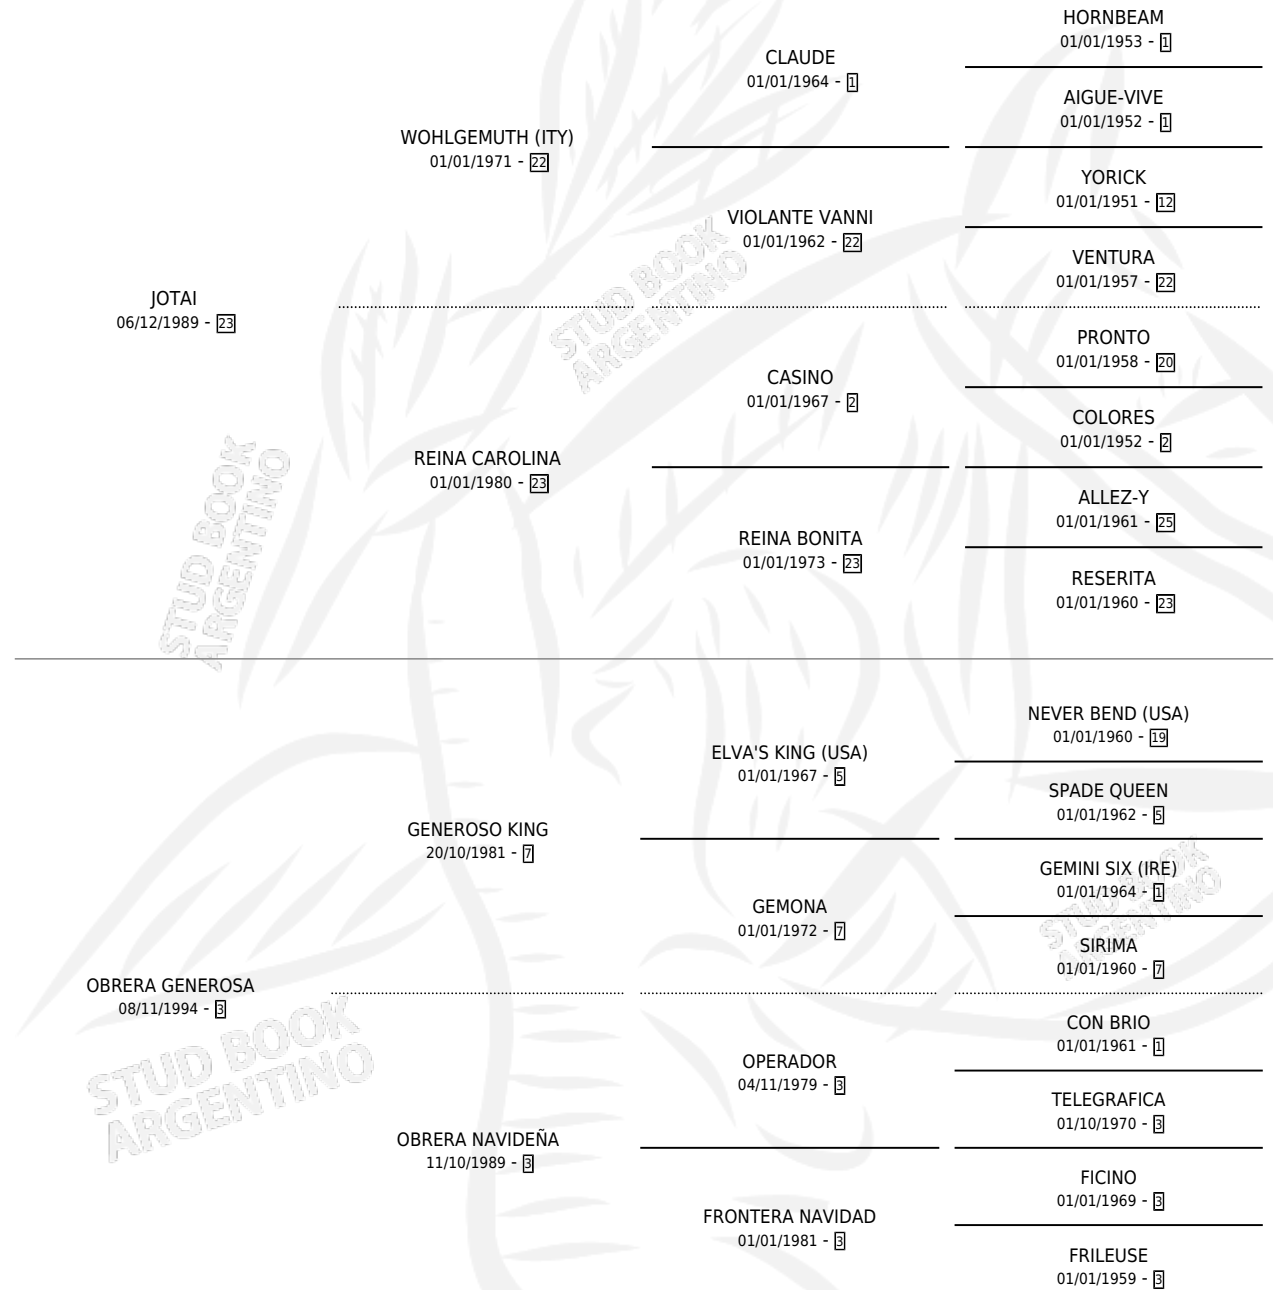 HORNBEAM
01/01/1953 - 1
CLAUDE
01/01/1964 - 1
AIGUE-VIVE
01/01/1952 - 1
WOHLGEMUTH (ITY)
01/01/1971 - 22
YORICK
01/01/1951 - 12
VIOLANTE VANNI
01/01/1962 - 22
VENTURA
01/01/1957 - 22
JOTAI
06/12/1989 - 23
STUD BOOK
ARGENTINO
PRONTO
01/01/1958 - 20
CASINO
01/01/1967 - 2
COLORES
01/01/1952 - 2
REINA CAROLINA
01/01/1980 - 23
ALLEZ-Y
01/01/1961 - 25
REINA BONITA
01/01/1973 - 23
RESERITA
01/01/1960 - 23
STUD BOOK
ARGENTINO
NEVER BEND (USA)
01/01/1960 - 19
ELVA'S KING (USA)
01/01/1967 - 5
SPADE QUEEN
01/01/1962 - 5
GENEROSO KING
20/10/1981 - 7
GEMINI SIX (IRE)
01/01/1964 - 1
STUD BOOK
ARGENTINO
GEMONA
01/01/1972 - 7
SIRIMA
01/01/1960 - 7
OBRERA GENEROSA
08/11/1994 - 3
STUD BOOK
ARGENTINO
CON BRIO
01/01/1961 - 1
OPERADOR
04/11/1979 - 3
TELEGRAFICA
01/10/1970 - 3
OBRERA NAVIDEÑA
11/10/1989 - 3
FICINO
01/01/1969 - 3
FRONTERA NAVIDAD
01/01/1981 - 3
FRILEUSE
01/01/1959 - 3